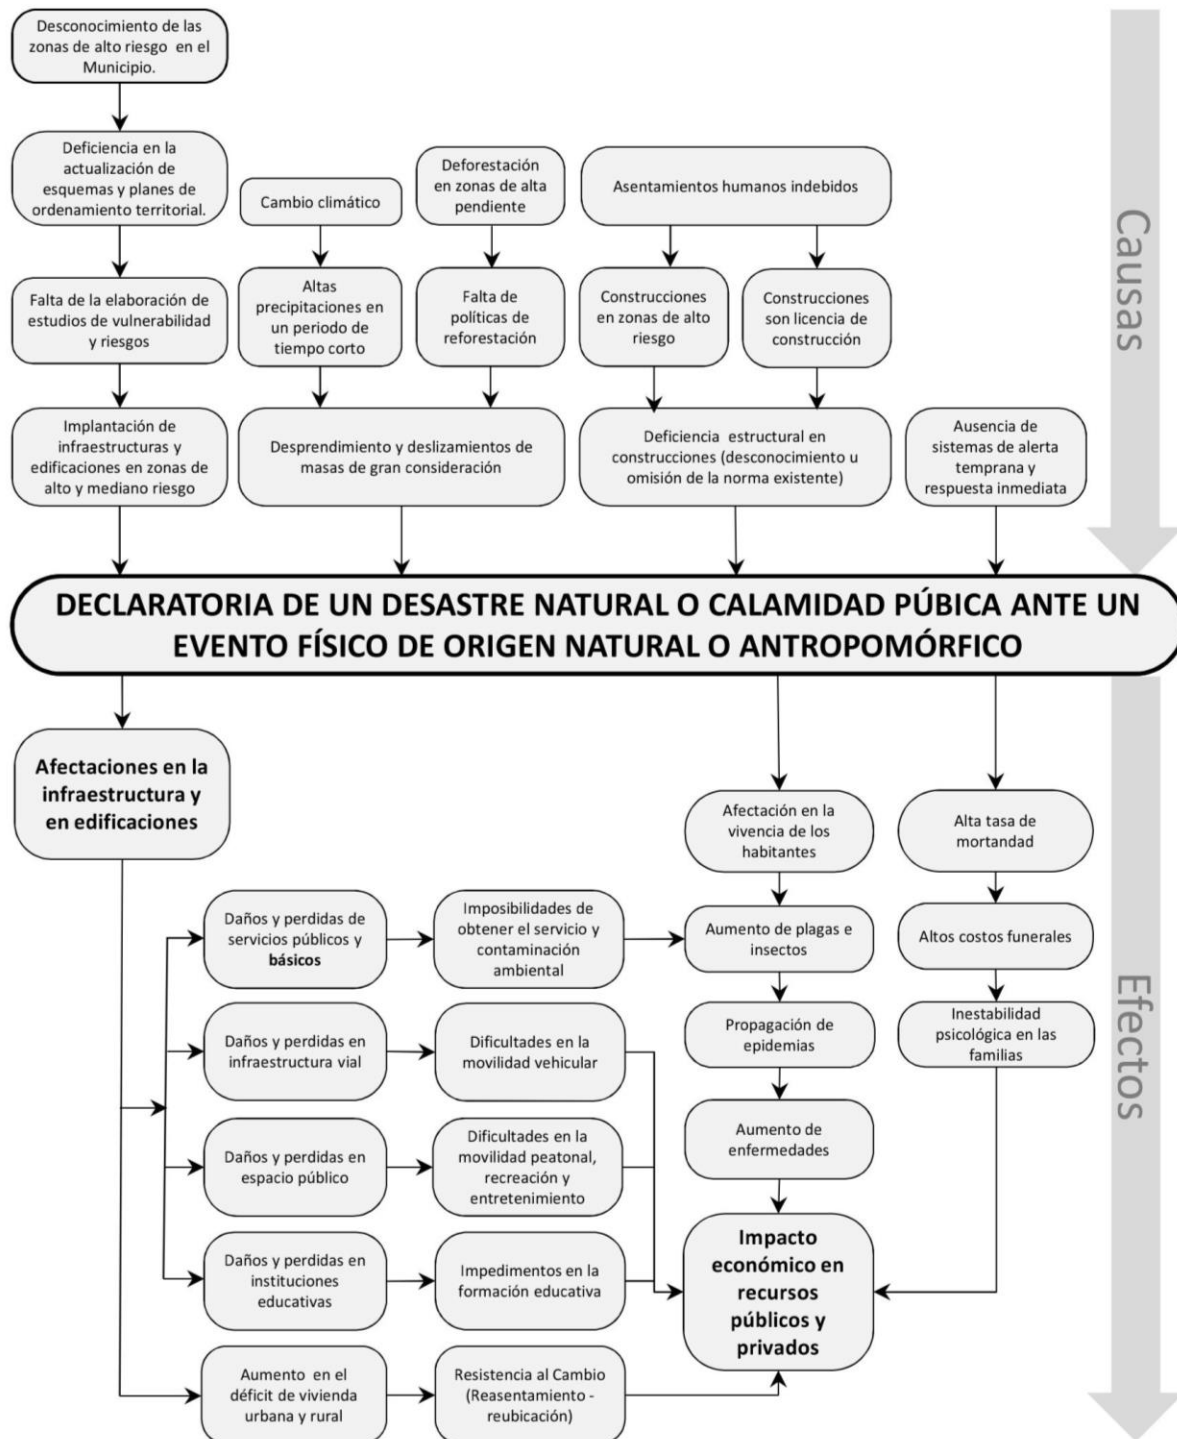 Desconocimiento de las
zonas de alto riesgo en el
Municipio.
Deficiencia en la
actualización de
esquemas y planes de
ordenamiento territorial.
Cambio climático
Deforestación
en zonas de alta
pendiente
Asentamientos humanos indebidos
Causas
Falta de la elaboración de
estudios de vulnerabilidad
y riesgos
Altas
precipitaciones en
un periodo de
tiempo corto
Falta de
políticas de
reforestación
Construcciones
en zonas de alto
riesgo
Construcciones
son licencia de
construcción
Implantación de
infraestructuras y
edificaciones en zonas de
alto y mediano riesgo
Desprendimiento y deslizamientos de
masas de gran consideración
Deficiencia estructural en
construcciones (desconocimiento u
omisión de la norma existente)
Ausencia de
sistemas de alerta
temprana y
respuesta inmediata
DECLARATORIA DE UN DESASTRE NATURAL O CALAMIDAD PÚBICA ANTE UN
EVENTO FÍSICO DE ORIGEN NATURAL O ANTROPOMÓRFICO
Afectaciones en la
infraestructura y
en edificaciones
Afectación en la
vivencia de los
habitantes
Alta tasa de
mortandad
Daños y perdidas de
servicios públicos y
básicos
Imposibilidades de
obtener el servicio y
contaminación
ambiental
Aumento de plagas e
insectos
Altos costos funerales
Efectos
Daños y perdidas en
infraestructura vial
Dificultades en la
movilidad vehicular
Propagación de
epidemias
Inestabilidad
psicológica en las
familias
Daños y perdidas en
espacio público
Dificultades en la
movilidad peatonal,
recreación y
entretenimiento
Aumento de
enfermedades
Daños y perdidas en
instituciones
educativas
Impedimentos en la
formación educativa
Impacto
económico en
recursos
públicos y
privados
Aumento en el
déficit de vivienda
urbana y rural
Resistencia al Cambio
(Reasentamiento -
reubicación)